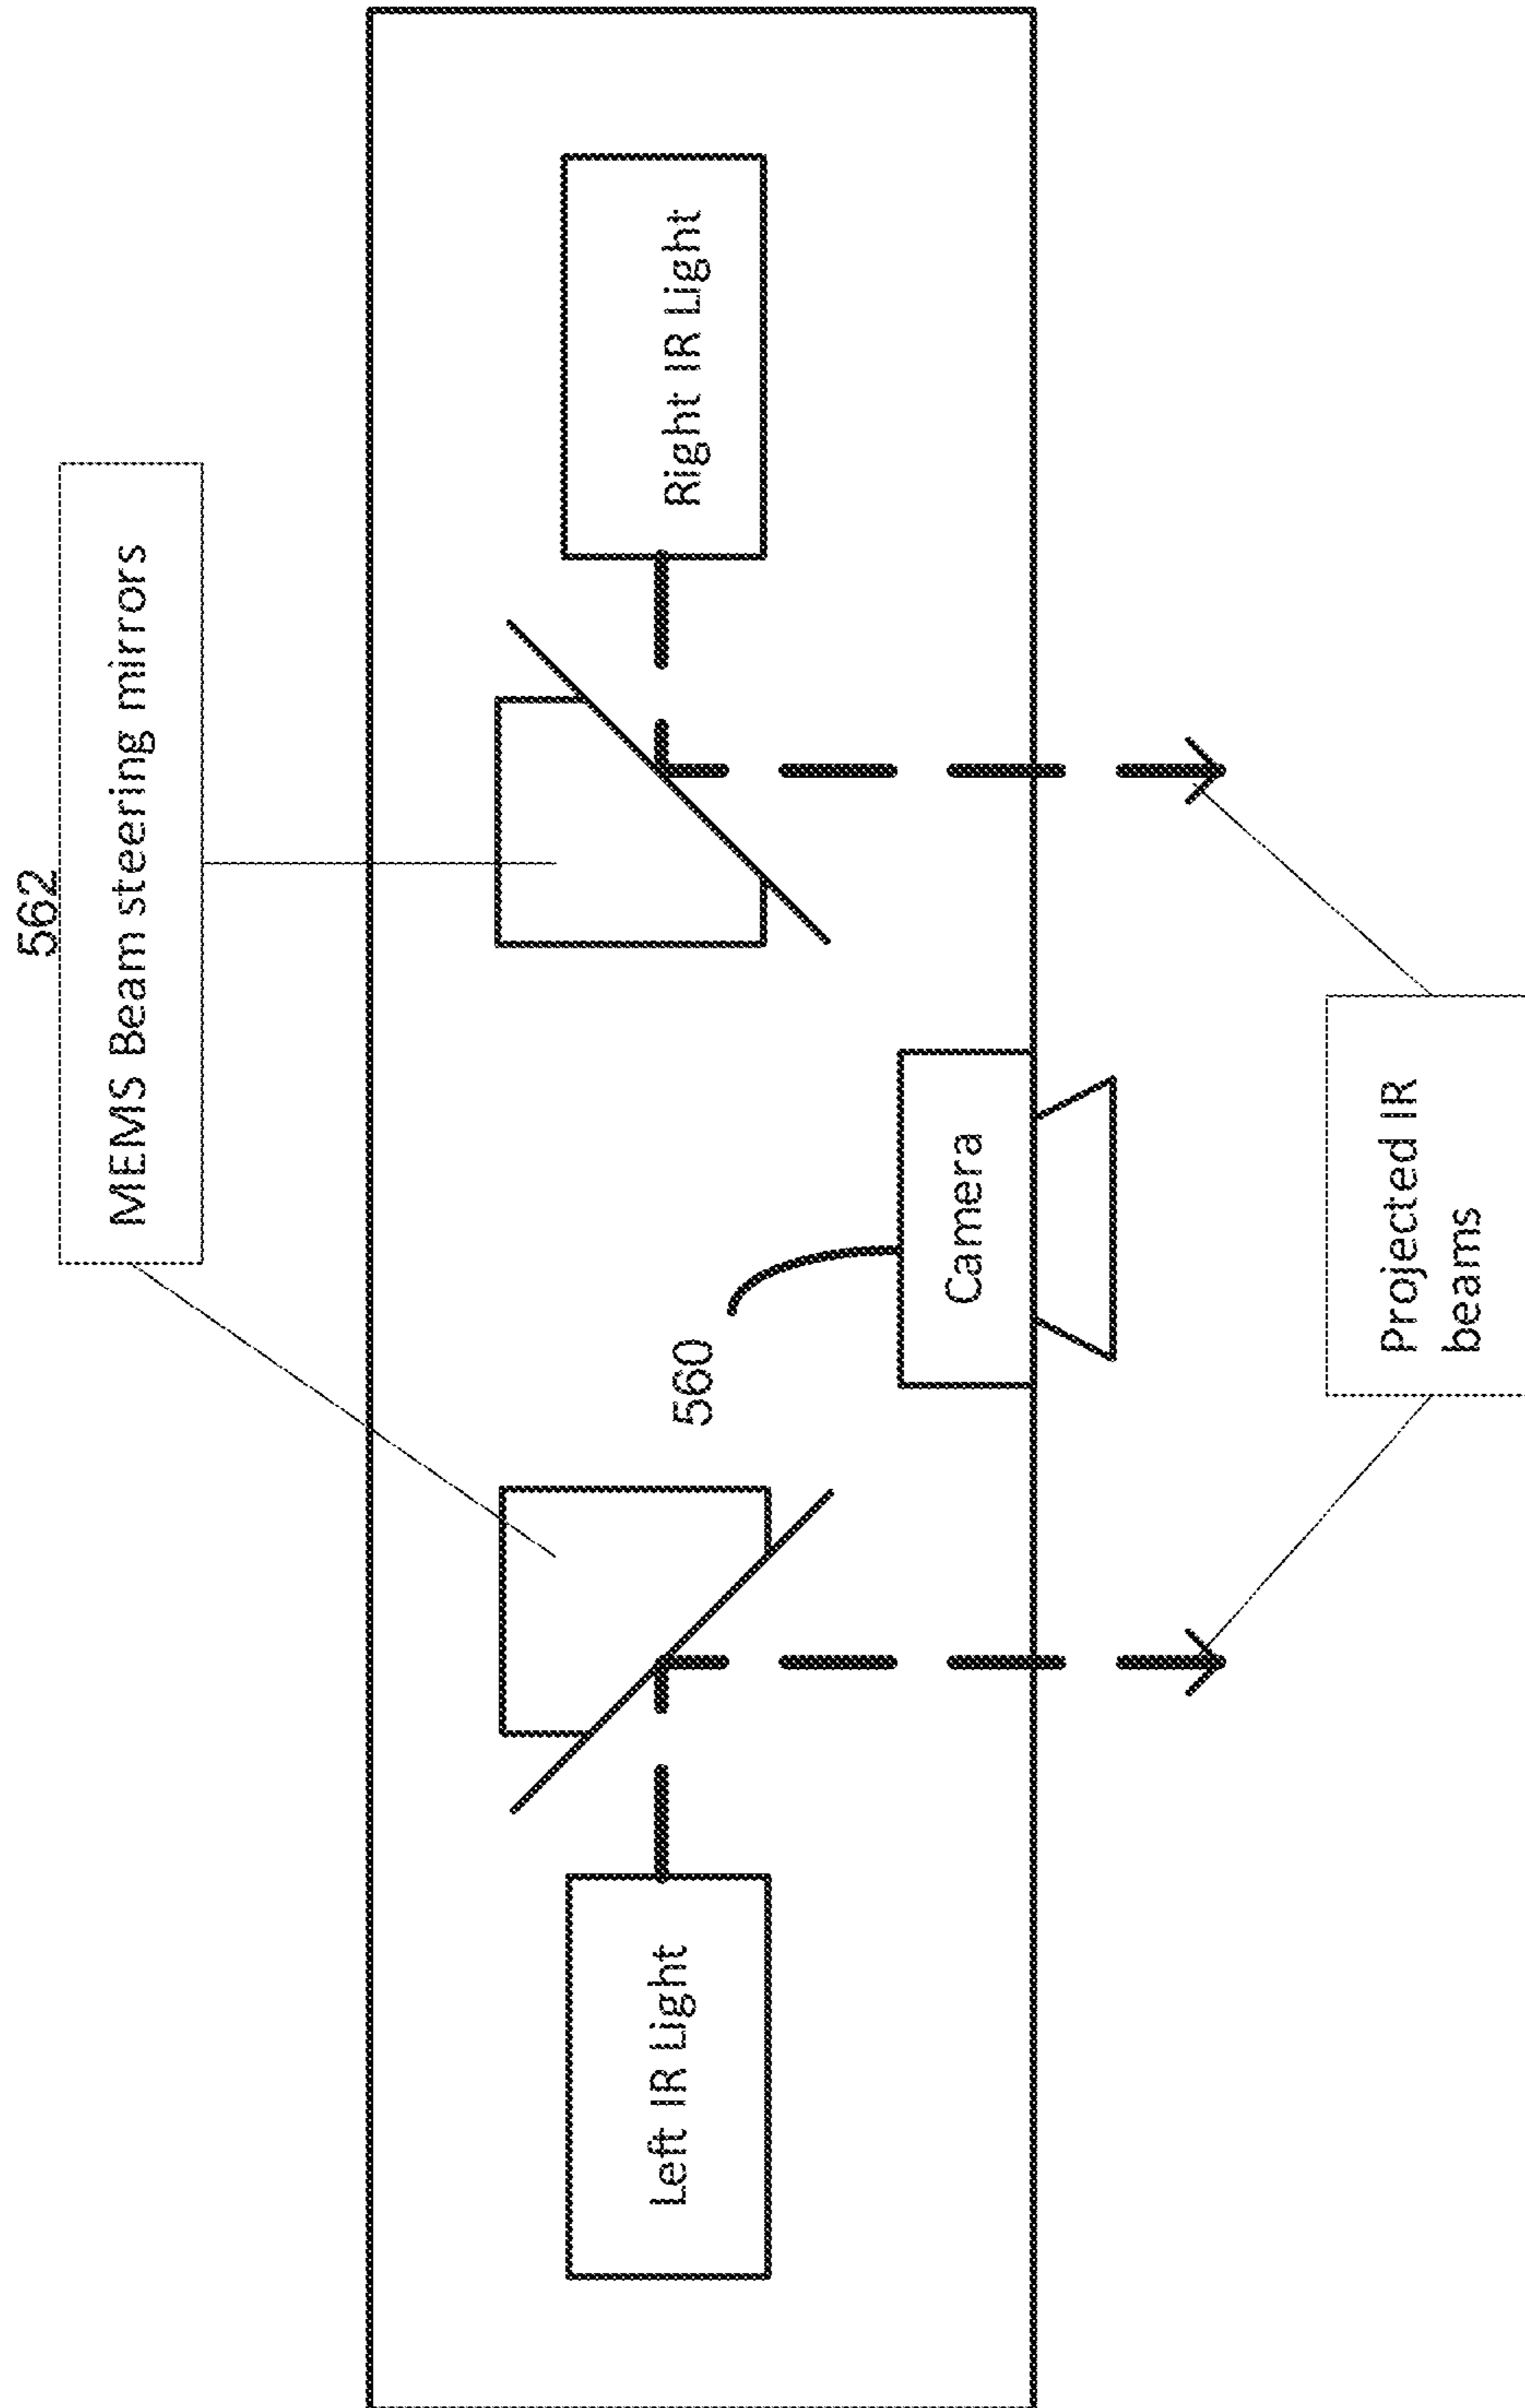 562
MEMS Beam steering mirrors
Left IR Light
560
Camera
Right IR Light
Projected IR
beams